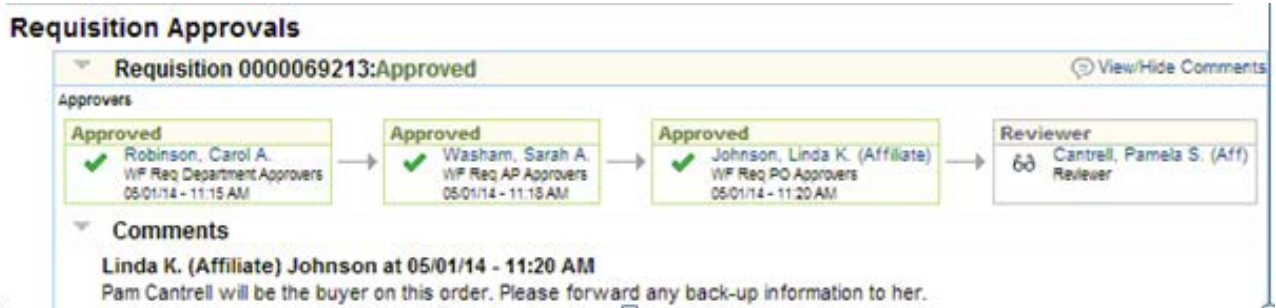 Requisition Approvals
Requisition 0000069213:Approved View/Hide Comments
Approvers
Approved Approved Approved Reviewer
Robinson, Carol A. Washam, Sarah A. Johnson, Linda K. (Affiliate) Cantrell, Pamela S. (Aff)
WF Req Department Approvers WF Req AP Approvers WF Req PO Approvers Reviewer
05/01/14 - 11:15 AM 05/01/14 - 11:18 AM 05/01/14 - 11:20 AM
Comments
Linda K. (Affiliate) Johnson at 05/01/14 - 11:20 AM
Pam Cantrell will be the buyer on this order. Please forward any back-up information to her.